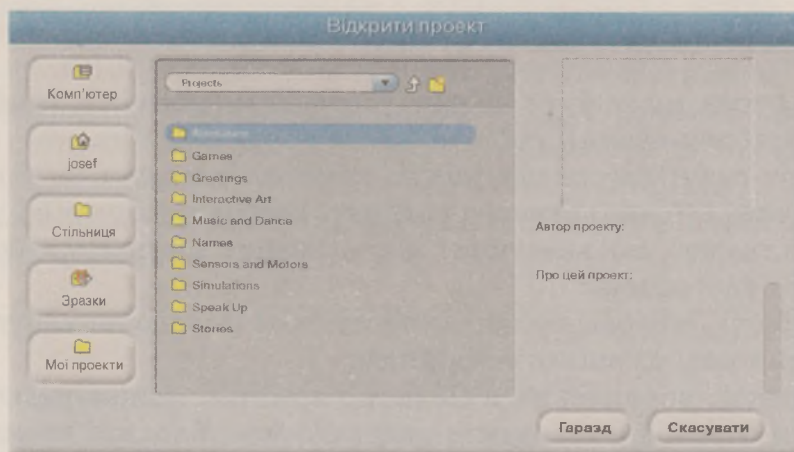 Відкрити проект
Комп'ютер
josef
Стільниця
Зразки
Мої проекти
Projects
Games
Greetings
Interactive Art
Music and Dance
Names
Sensors and Motors
Simulations
Speak Up
Stories
Автор проекту:
Про цей проект:
Гаразд
Скасувати